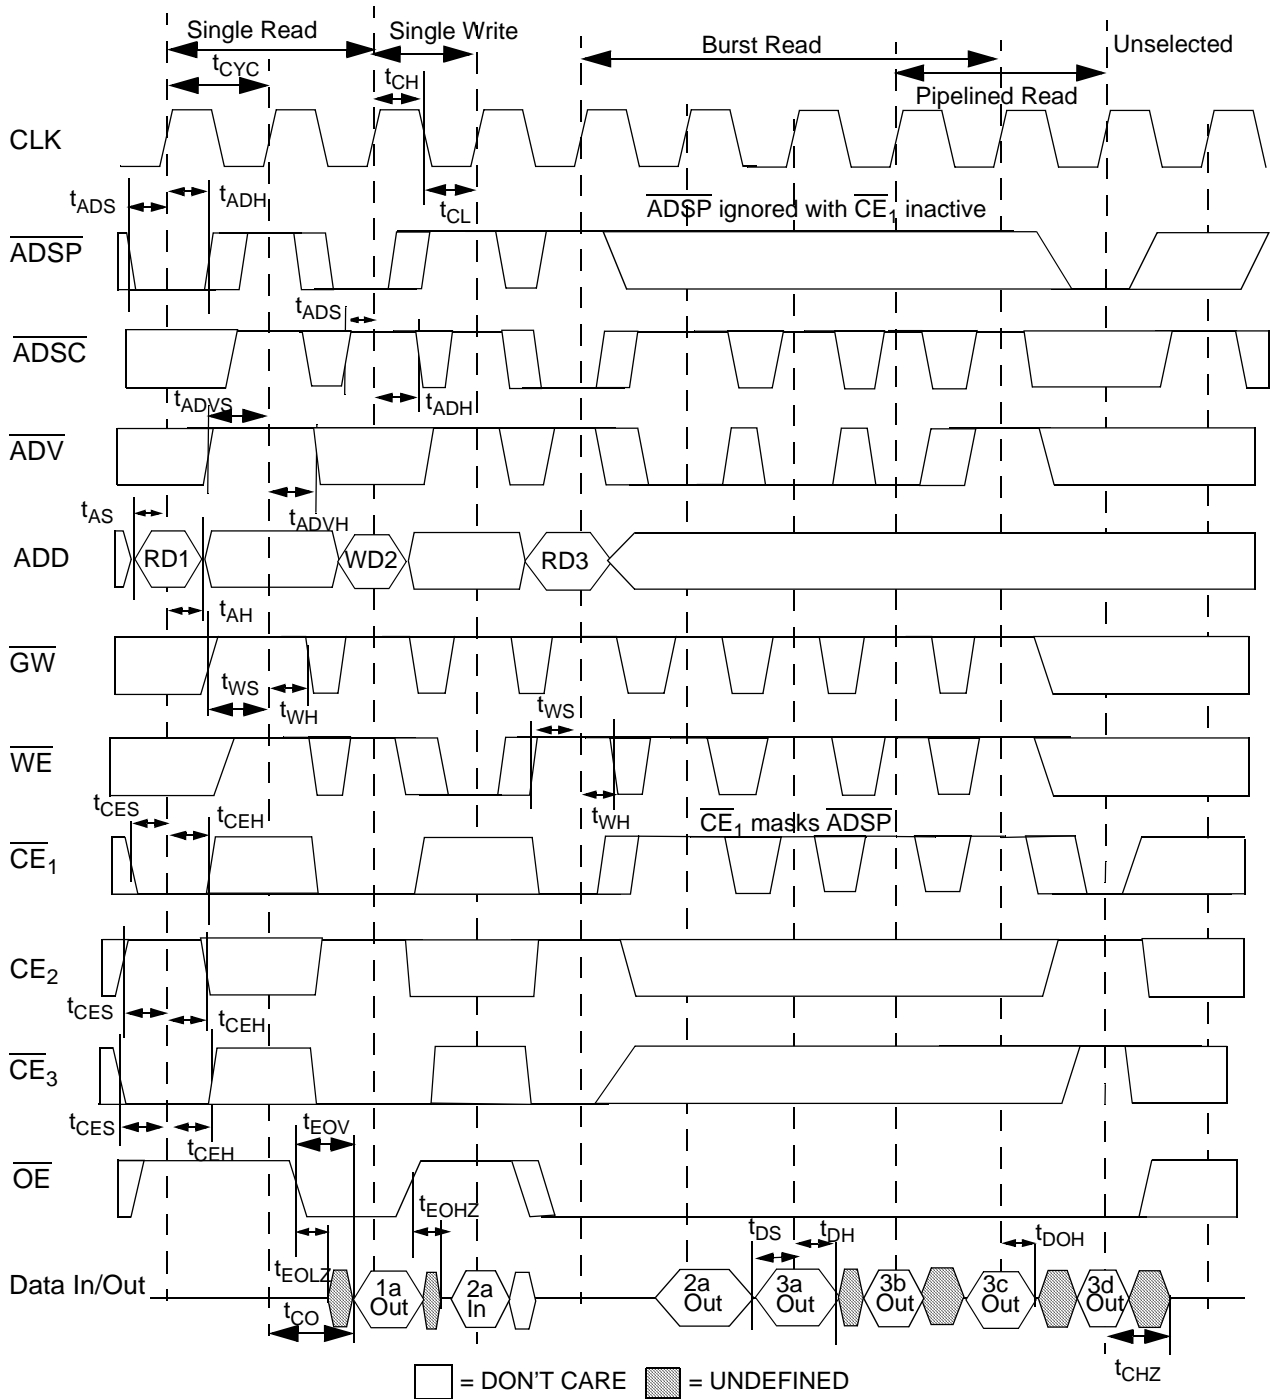 Single Read Single Write Burst Read Unselected
tCYC tCH Pipelined Read
CLK
tADS tADH tCL ADSP ignored with CE1 inactive
ADSP
tADS
ADSC
tADVS tADH
ADV
tAS tADVH
ADD RD1 WD2 RD3
tAH
GW
tWS tWH tWS
WE
tCES tCEH tWH CE1 masks ADSP
CE1
CE2
tCES tCEH
CE3
tCES tCEH tEOV
OE
tEOHZ tDS tDH tDOH
Data In/Out tEOLZ 1a Out 2a In 2a Out 3a Out 3b Out 3c Out 3d Out
tCO
tCHZ
= DON'T CARE = UNDEFINED